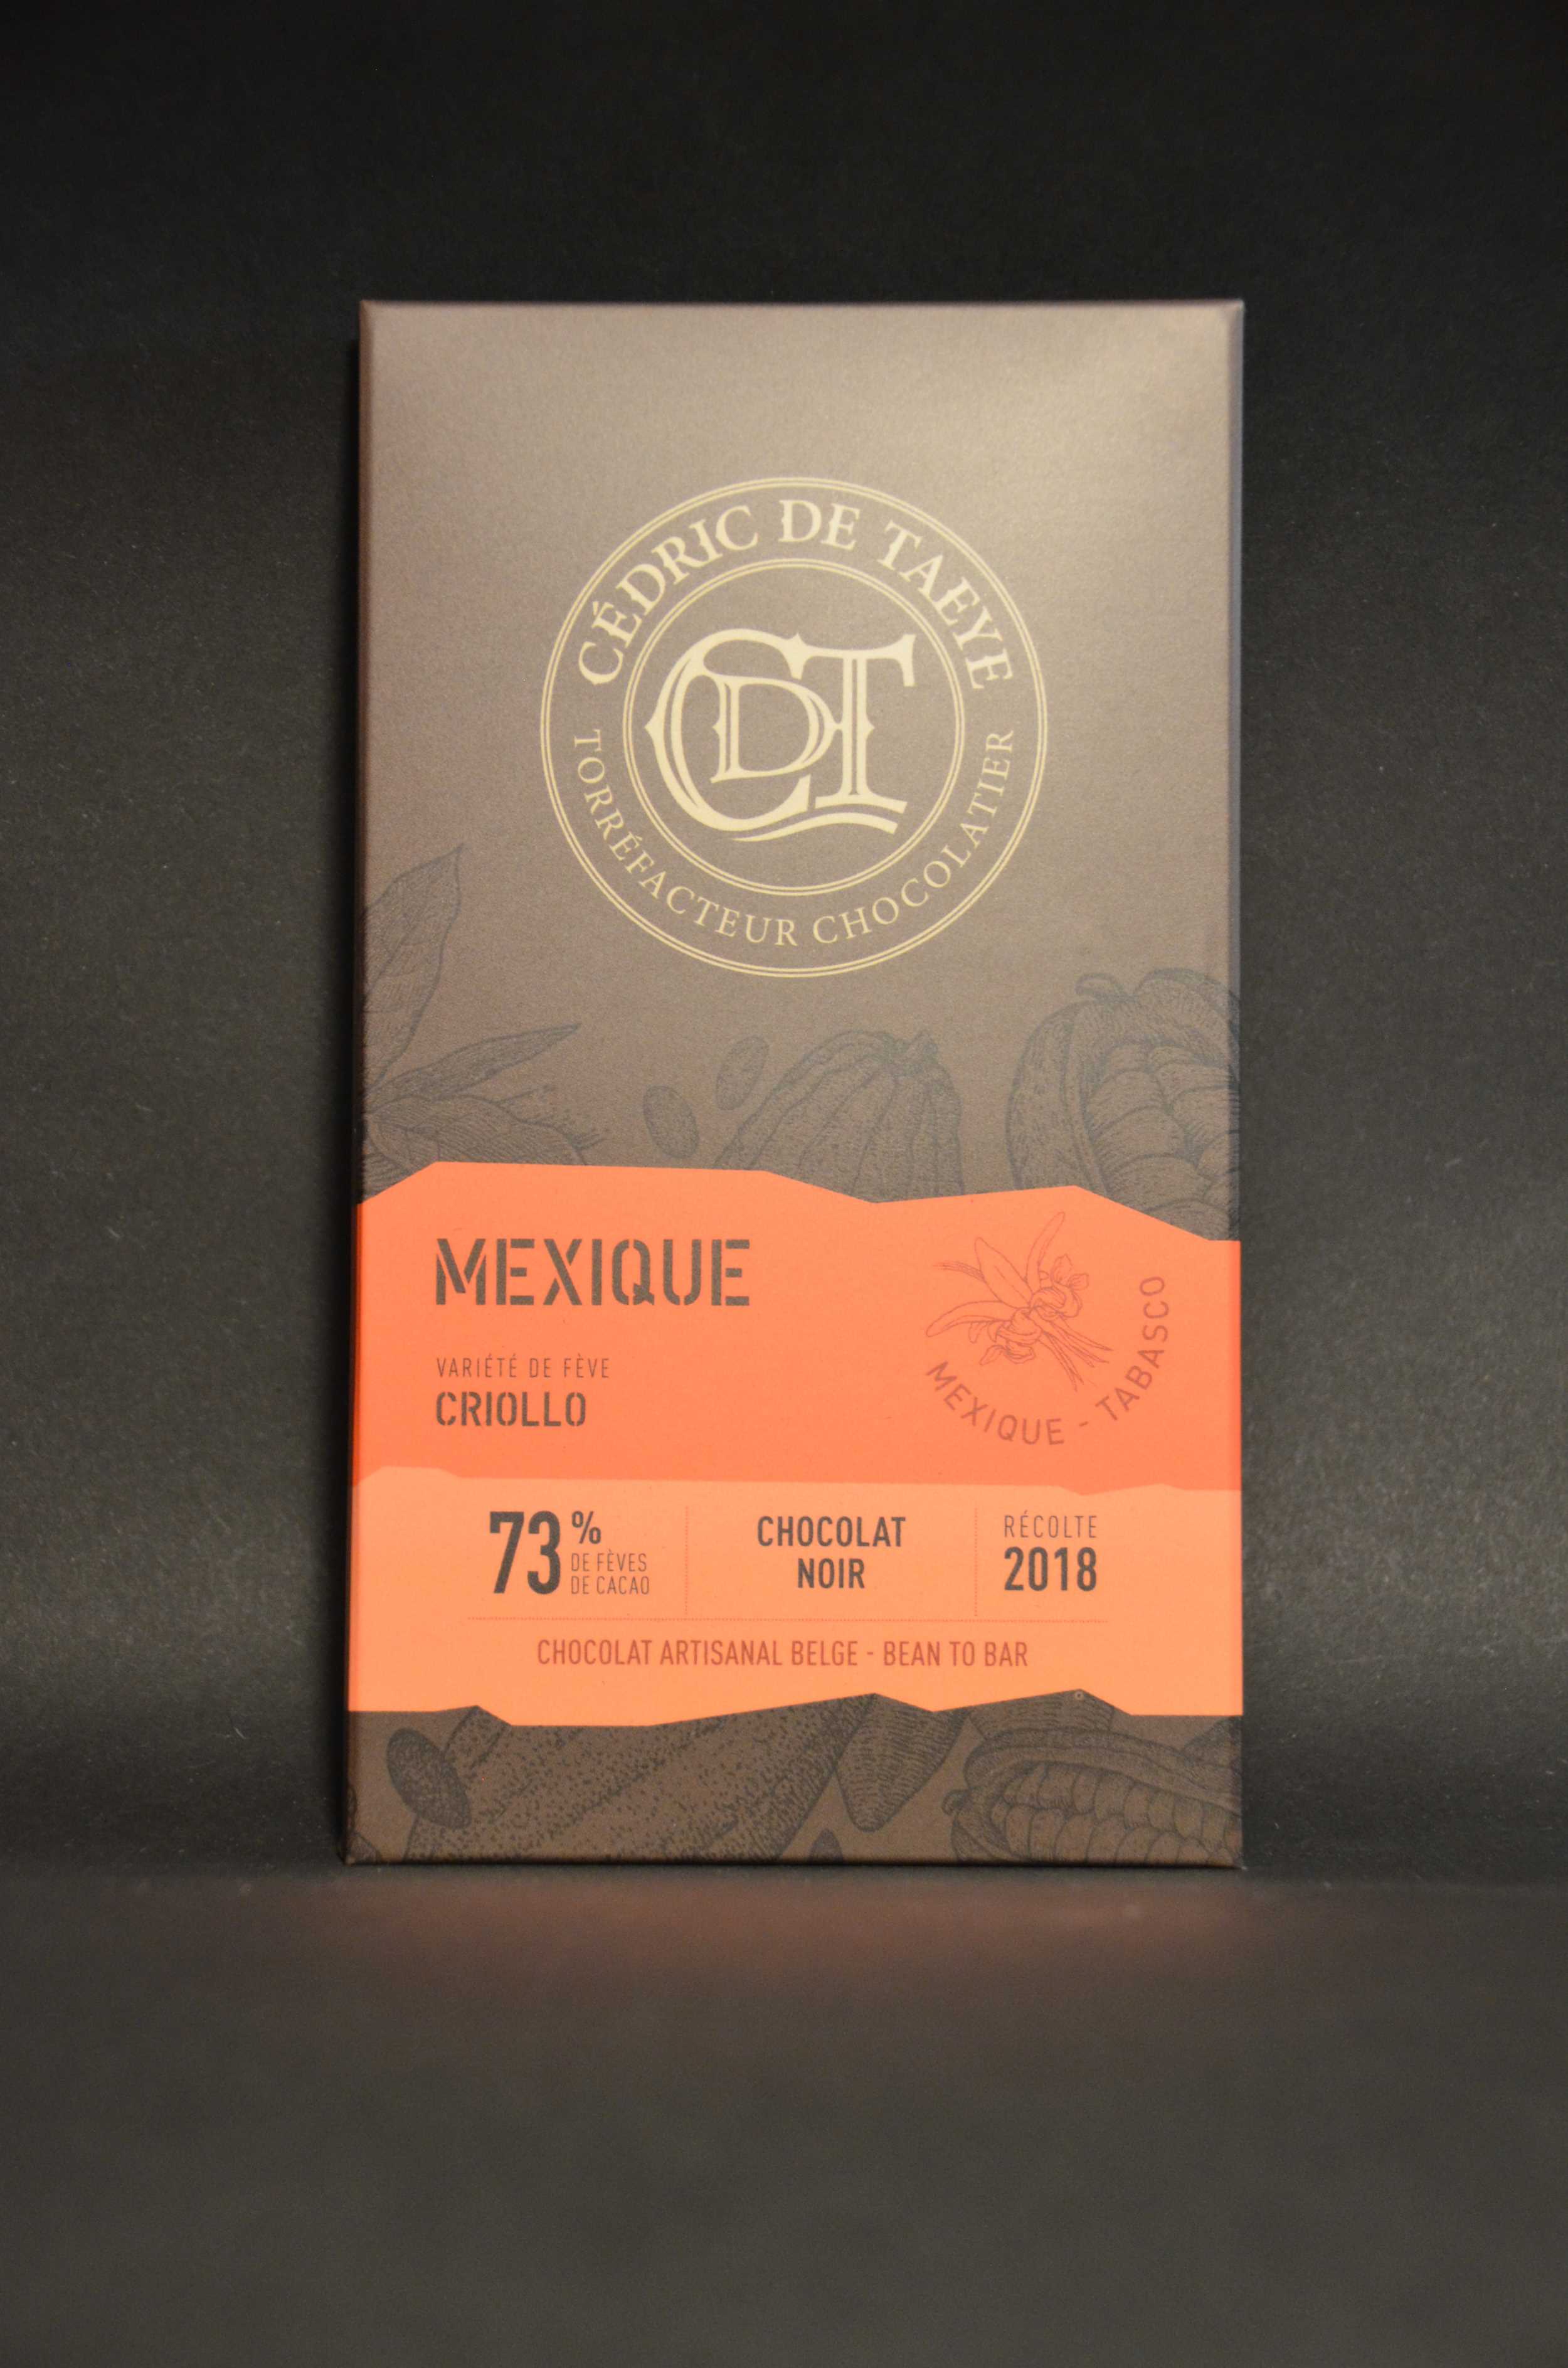 CÉDRIC DE TAEYE
CDT
TORRÉFACTEUR CHOCOLATIER
MEXIQUE
VARIÉTÉ DE FÈVE
CRIOLLO
MEXIQUE - TABASCO
73%
DE FÈVES
DE CACAO
CHOCOLAT
NOIR
RÉCOLTE
2018
CHOCOLAT ARTISANAL BELGE - BEAN TO BAR